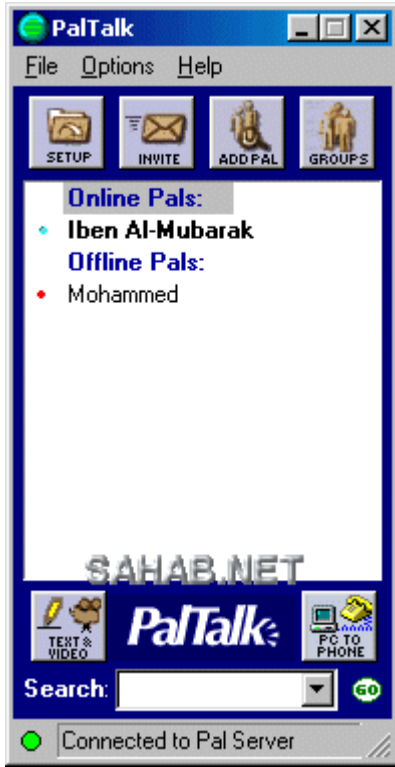 PalTalk
File Options Help
SETUP INVITE ADD PAL GROUPS
Online Pals:
Iben Al-Mubarak
Offline Pals:
Mohammed
SAHAB.NET
TEXT & VIDEO
PalTalk
PC TO PHONE
Search: GO
Connected to Pal Server